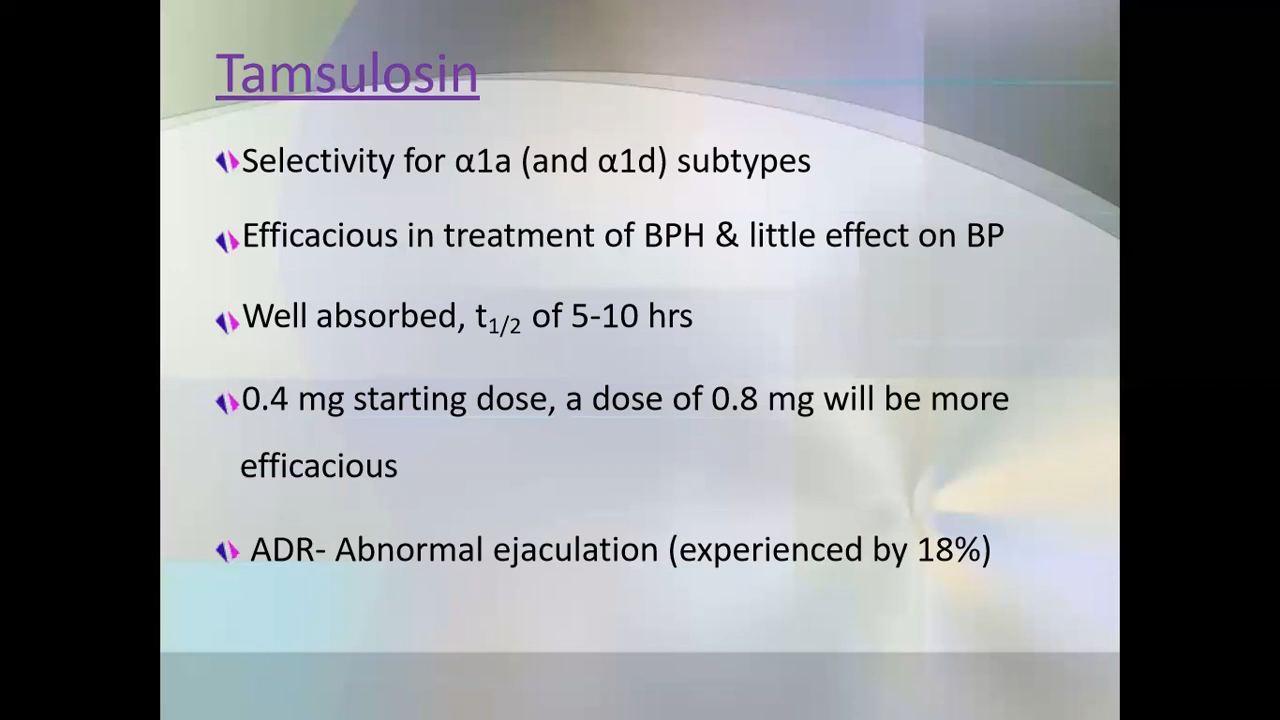 Tamsulosin
Selectivity for α1a (and α1d) subtypes
Efficacious in treatment of BPH & little effect on BP
Well absorbed, t1/2 of 5-10 hrs
0.4 mg starting dose, a dose of 0.8 mg will be more
efficacious
ADR- Abnormal ejaculation (experienced by 18%)